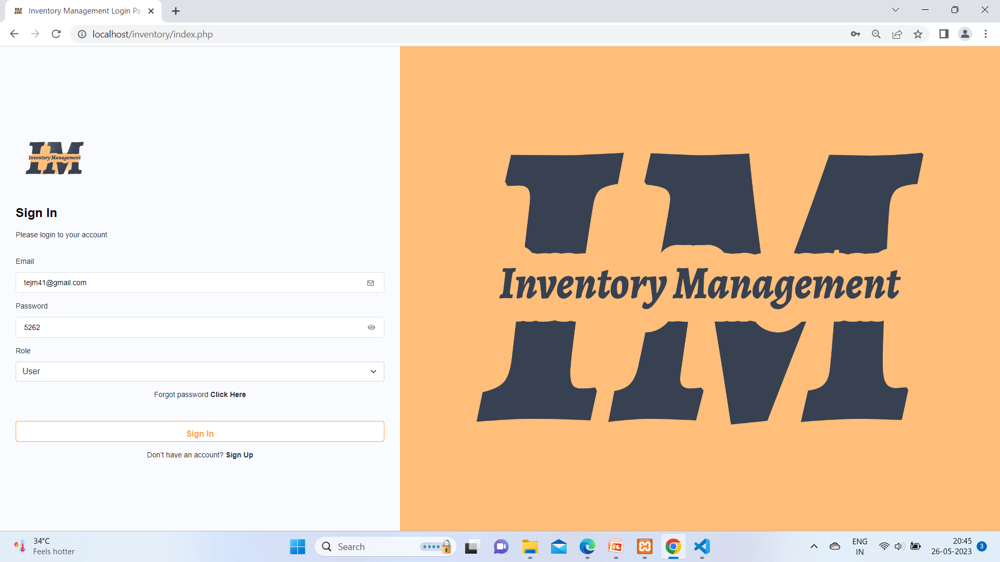 Inventory Management Login Pa
localhost/inventory/index.php
IM
Inventory Management
Sign In
Please login to your account
Email
tejm41@gmail.com
Password
5262
Role
User
Forgot password Click Here
Sign In
Don't have an account? Sign Up
IM
Inventory Management
34°C
Feels hotter
Search
ENG
IN
20:45
26-05-2023
3